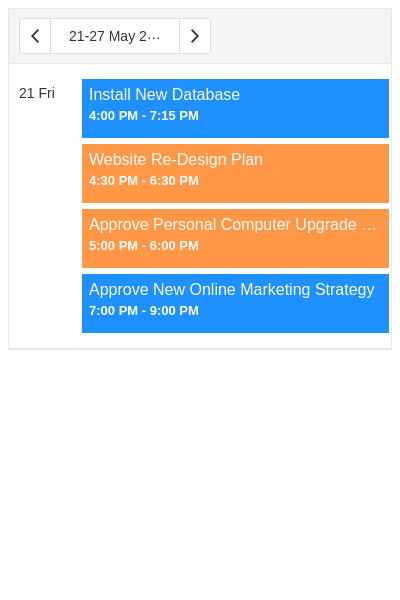 21-27 May 2···
21 Fri
Install New Database
4:00 PM - 7:15 PM
Website Re-Design Plan
4:30 PM - 6:30 PM
Approve Personal Computer Upgrade …
5:00 PM - 6:00 PM
Approve New Online Marketing Strategy
7:00 PM - 9:00 PM